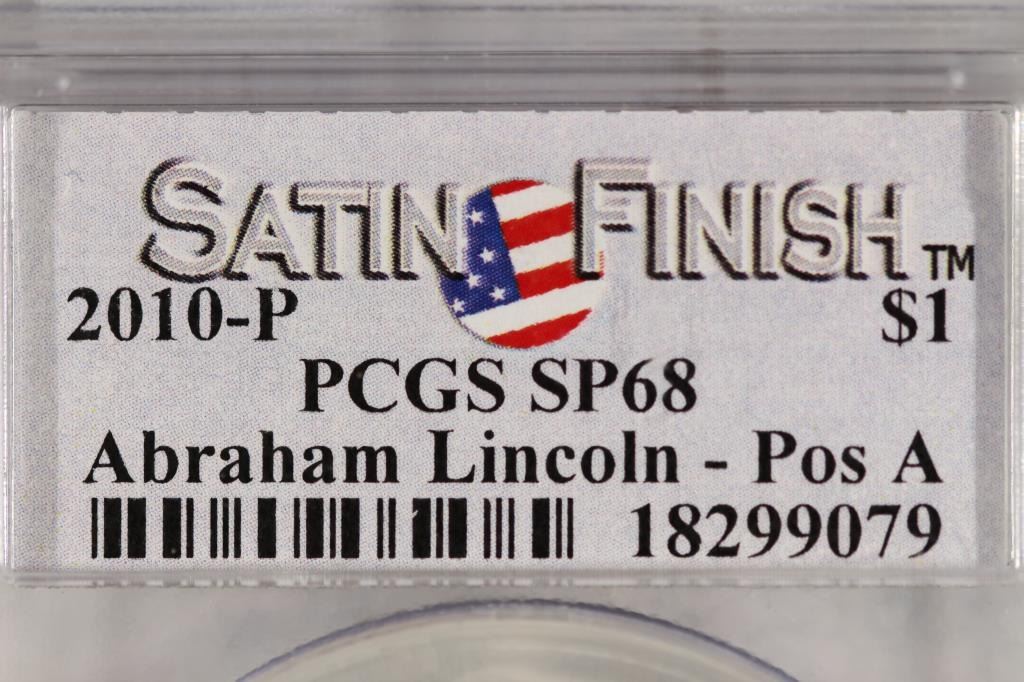 SATIN FINISH™
2010-P $1
PCGS SP68
Abraham Lincoln - Pos A
18299079